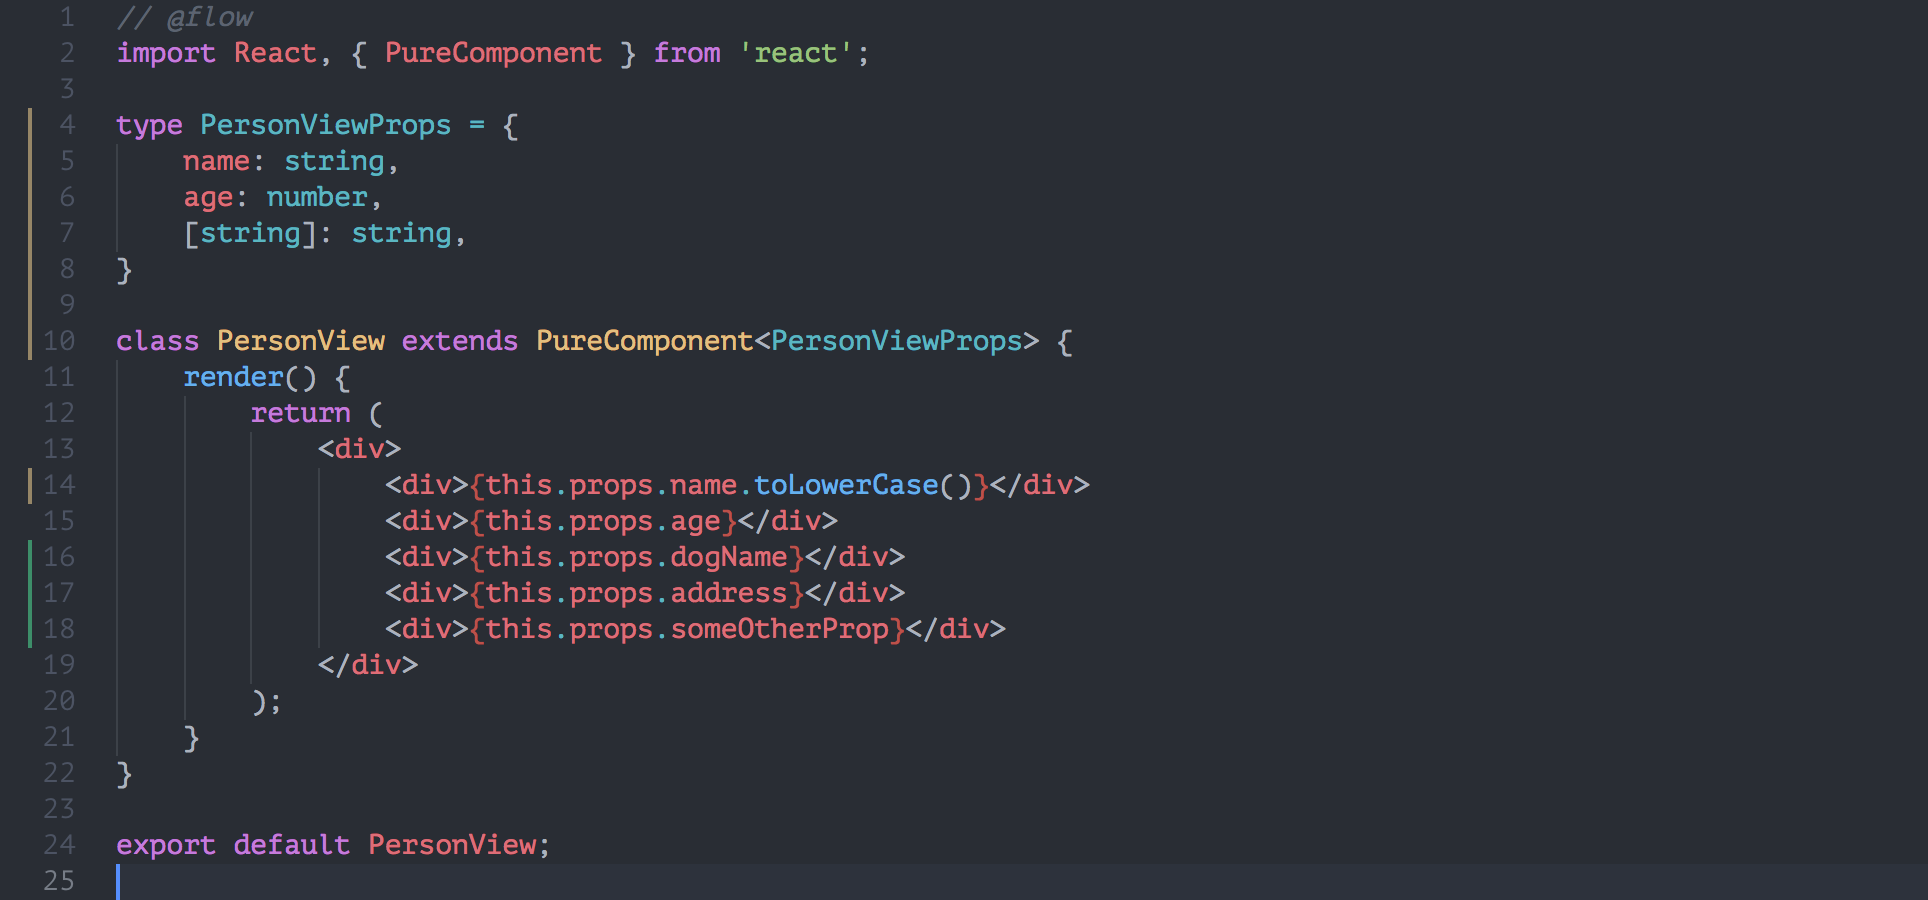 1 // @flow
2 import React, { PureComponent } from 'react';
3
4 type PersonViewProps = {
5     name: string,
6     age: number,
7     [string]: string,
8 }
9
10 class PersonView extends PureComponent<PersonViewProps> {
11     render() {
12         return (
13             <div>
14                 <div>{this.props.name.toLowerCase()}</div>
15                 <div>{this.props.age}</div>
16                 <div>{this.props.dogName}</div>
17                 <div>{this.props.address}</div>
18                 <div>{this.props.someOtherProp}</div>
19             </div>
20         );
21     }
22 }
23
24 export default PersonView;
25